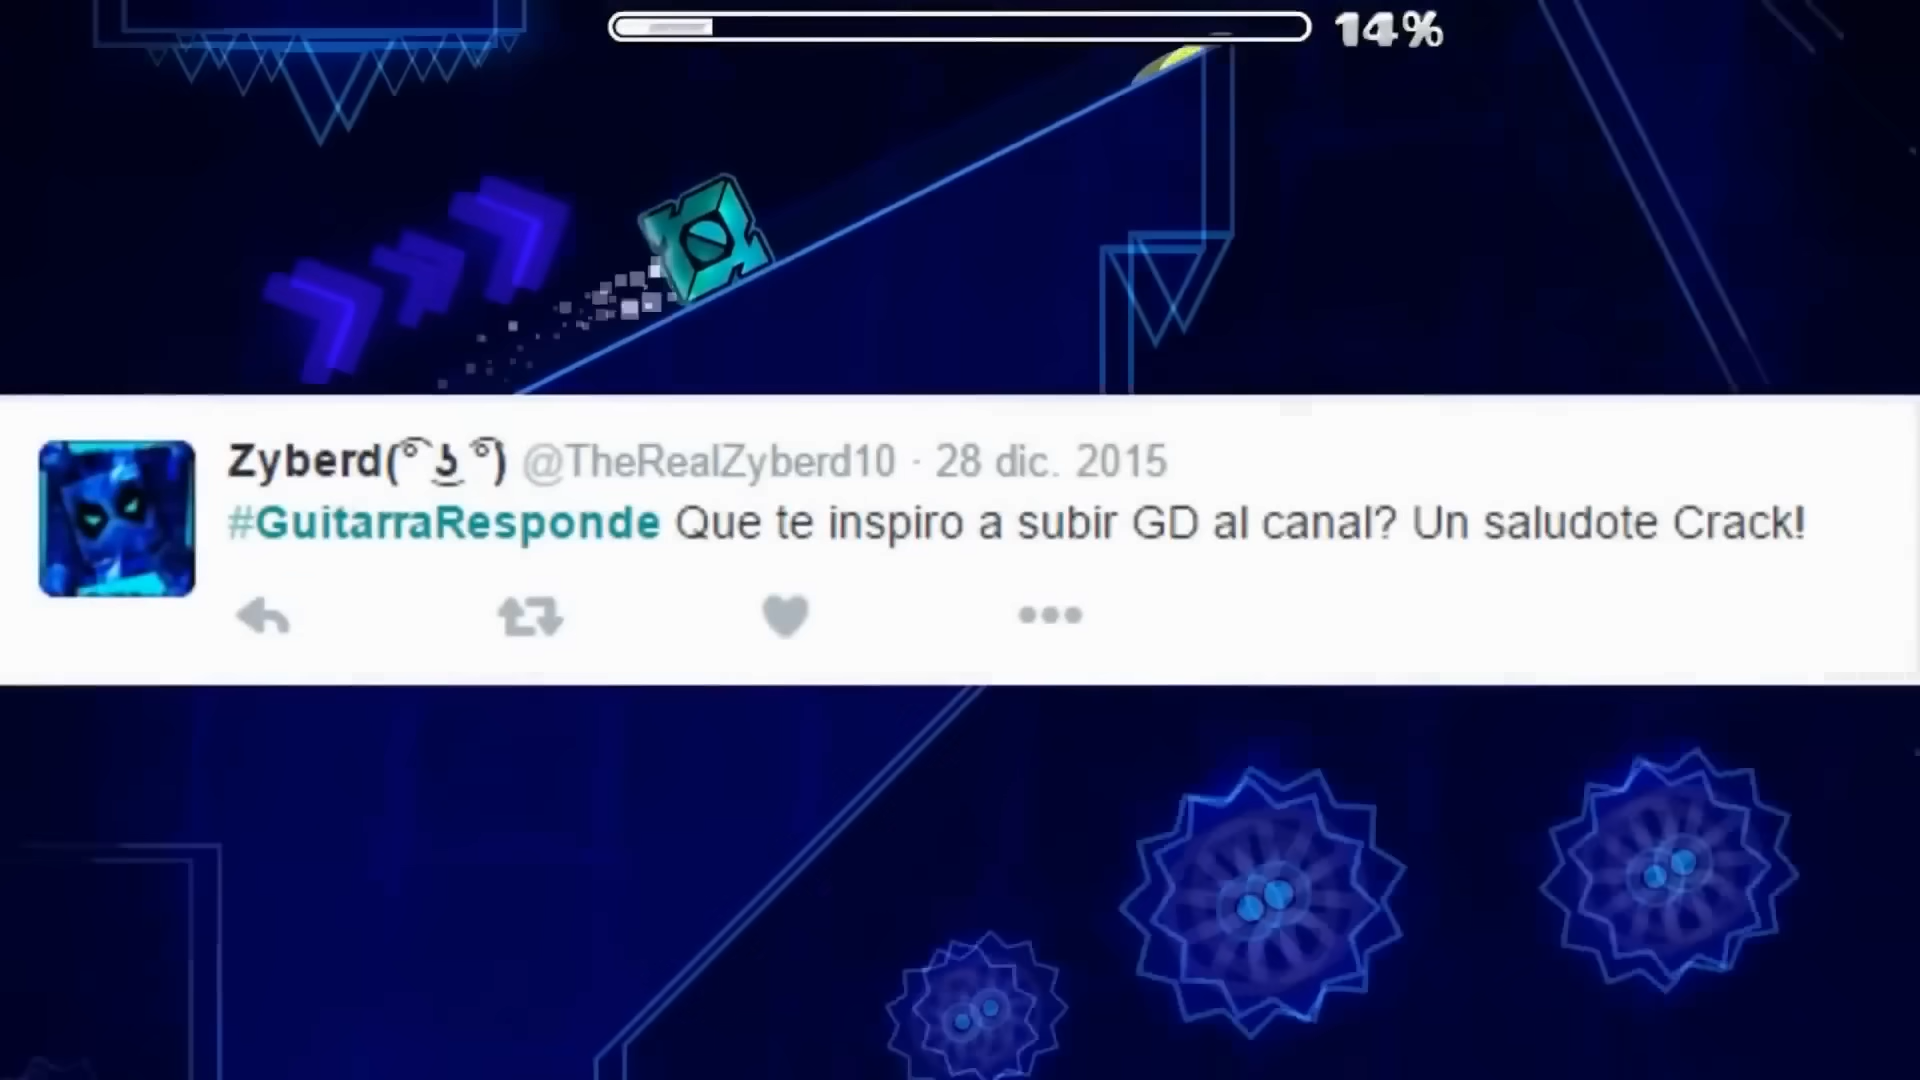 14%
Zyberd( ͡° ͜ʖ ͡°) @TheRealZyberd10 · 28 dic. 2015
#GuitarraResponde Que te inspiro a subir GD al canal? Un saludote Crack!